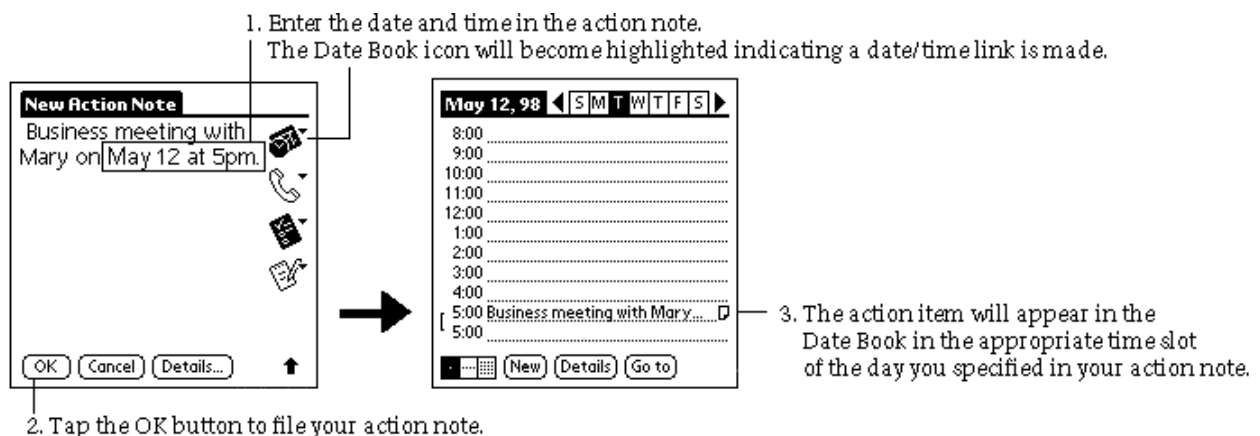 1. Enter the date and time in the action note.
The Date Book icon will become highlighted indicating a date/time link is made.
New Action Note
Business meeting with
Mary on May 12 at 5pm.
OK Cancel Details...
2. Tap the OK button to file your action note.
May 12, 98 S M T W T F S
8:00
9:00
10:00
11:00
12:00
1:00
2:00
3:00
4:00
5:00 Business meeting with Mary...
5:00
New Details Go to
3. The action item will appear in the
Date Book in the appropriate time slot
of the day you specified in your action note.